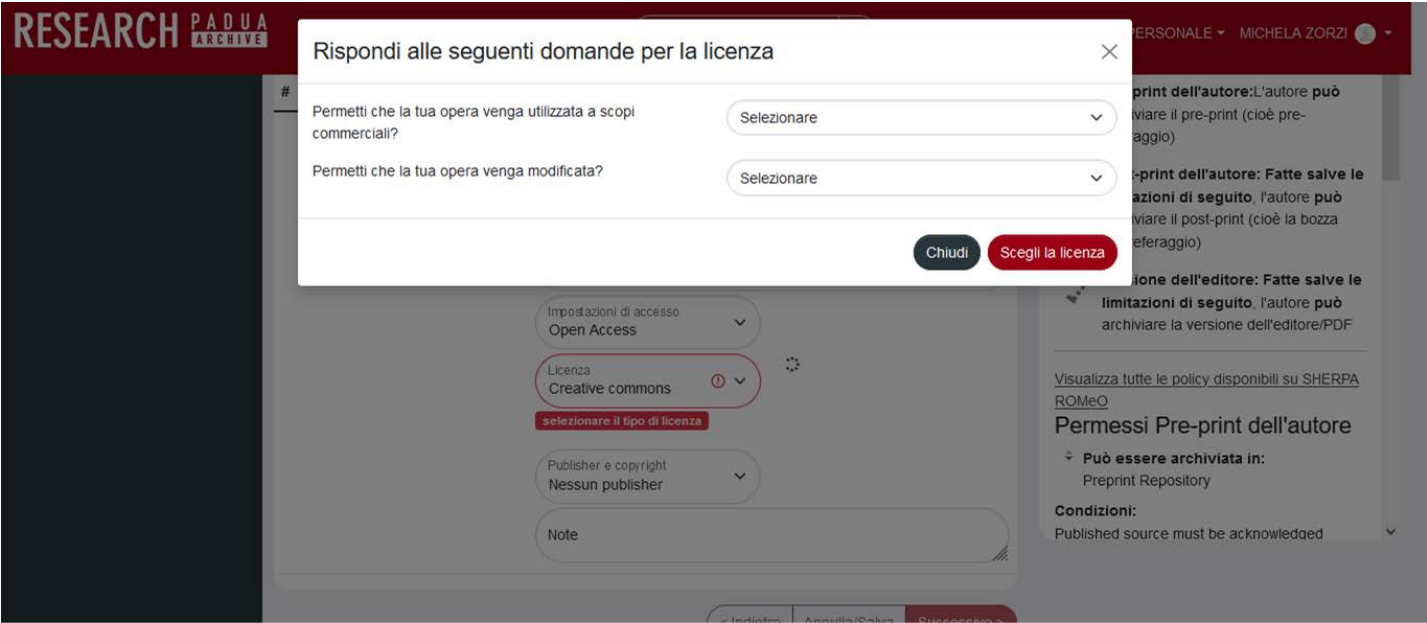 RESEARCH PADUA
ARCHIVE
PERSONALE
MICHELA ZORZI
Rispondi alle seguenti domande per la licenza
Permetti che la tua opera venga utilizzata a scopi
commerciali?
Selezionare
Permetti che la tua opera venga modificata?
Selezionare
Chiudi
Scegli la licenza
#
Impostazioni di accesso
Open Access
Licenza
Creative commons
selezionare il tipo di licenza
Publisher e copyright
Nessun publisher
Note
< Indietro
Annulla/Salva
Successivo >
print dell'autore:L'autore può
viare il pre-print (cioè pre-
aggio)
-print dell'autore: Fatte salve le
azioni di seguito, l'autore può
viare il post-print (cioè la bozza
eferaggio)
ione dell'editore: Fatte salve le
limitazioni di seguito, l'autore può
archiviare la versione dell'editore/PDF
Visualizza tutte le policy disponibili su SHERPA
ROMeO
Permessi Pre-print dell'autore
Può essere archiviata in:
Preprint Repository
Condizioni:
Published source must be acknowledged